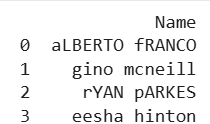 Name
0 aLBERTO fRANCO
1 gino mcneill
2 rYAN pARKES
3 eesha hinton